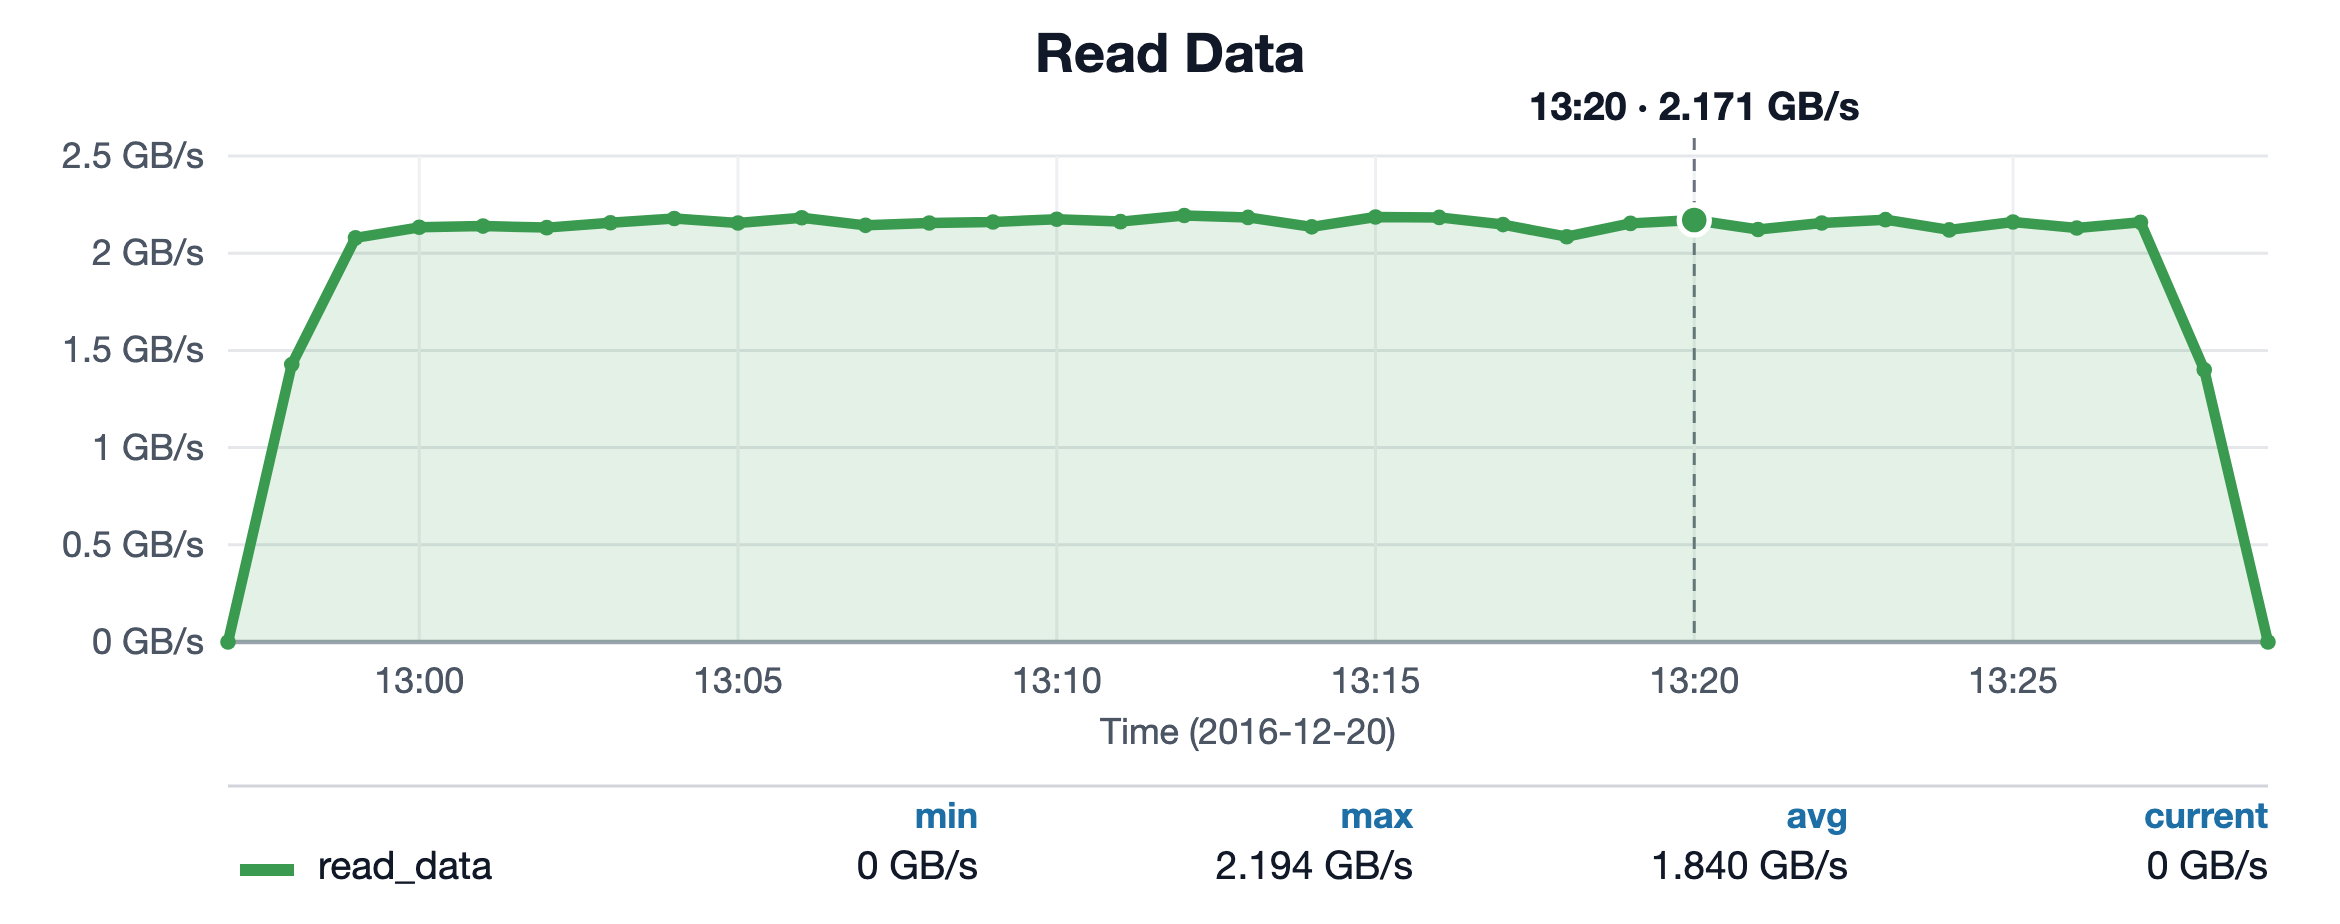 Read Data
13:20 · 2.171 GB/s
2.5 GB/s
2 GB/s
1.5 GB/s
1 GB/s
0.5 GB/s
0 GB/s
13:00 13:05 13:10 13:15 13:20 13:25
Time (2016-12-20)
min max avg current
read_data 0 GB/s 2.194 GB/s 1.840 GB/s 0 GB/s